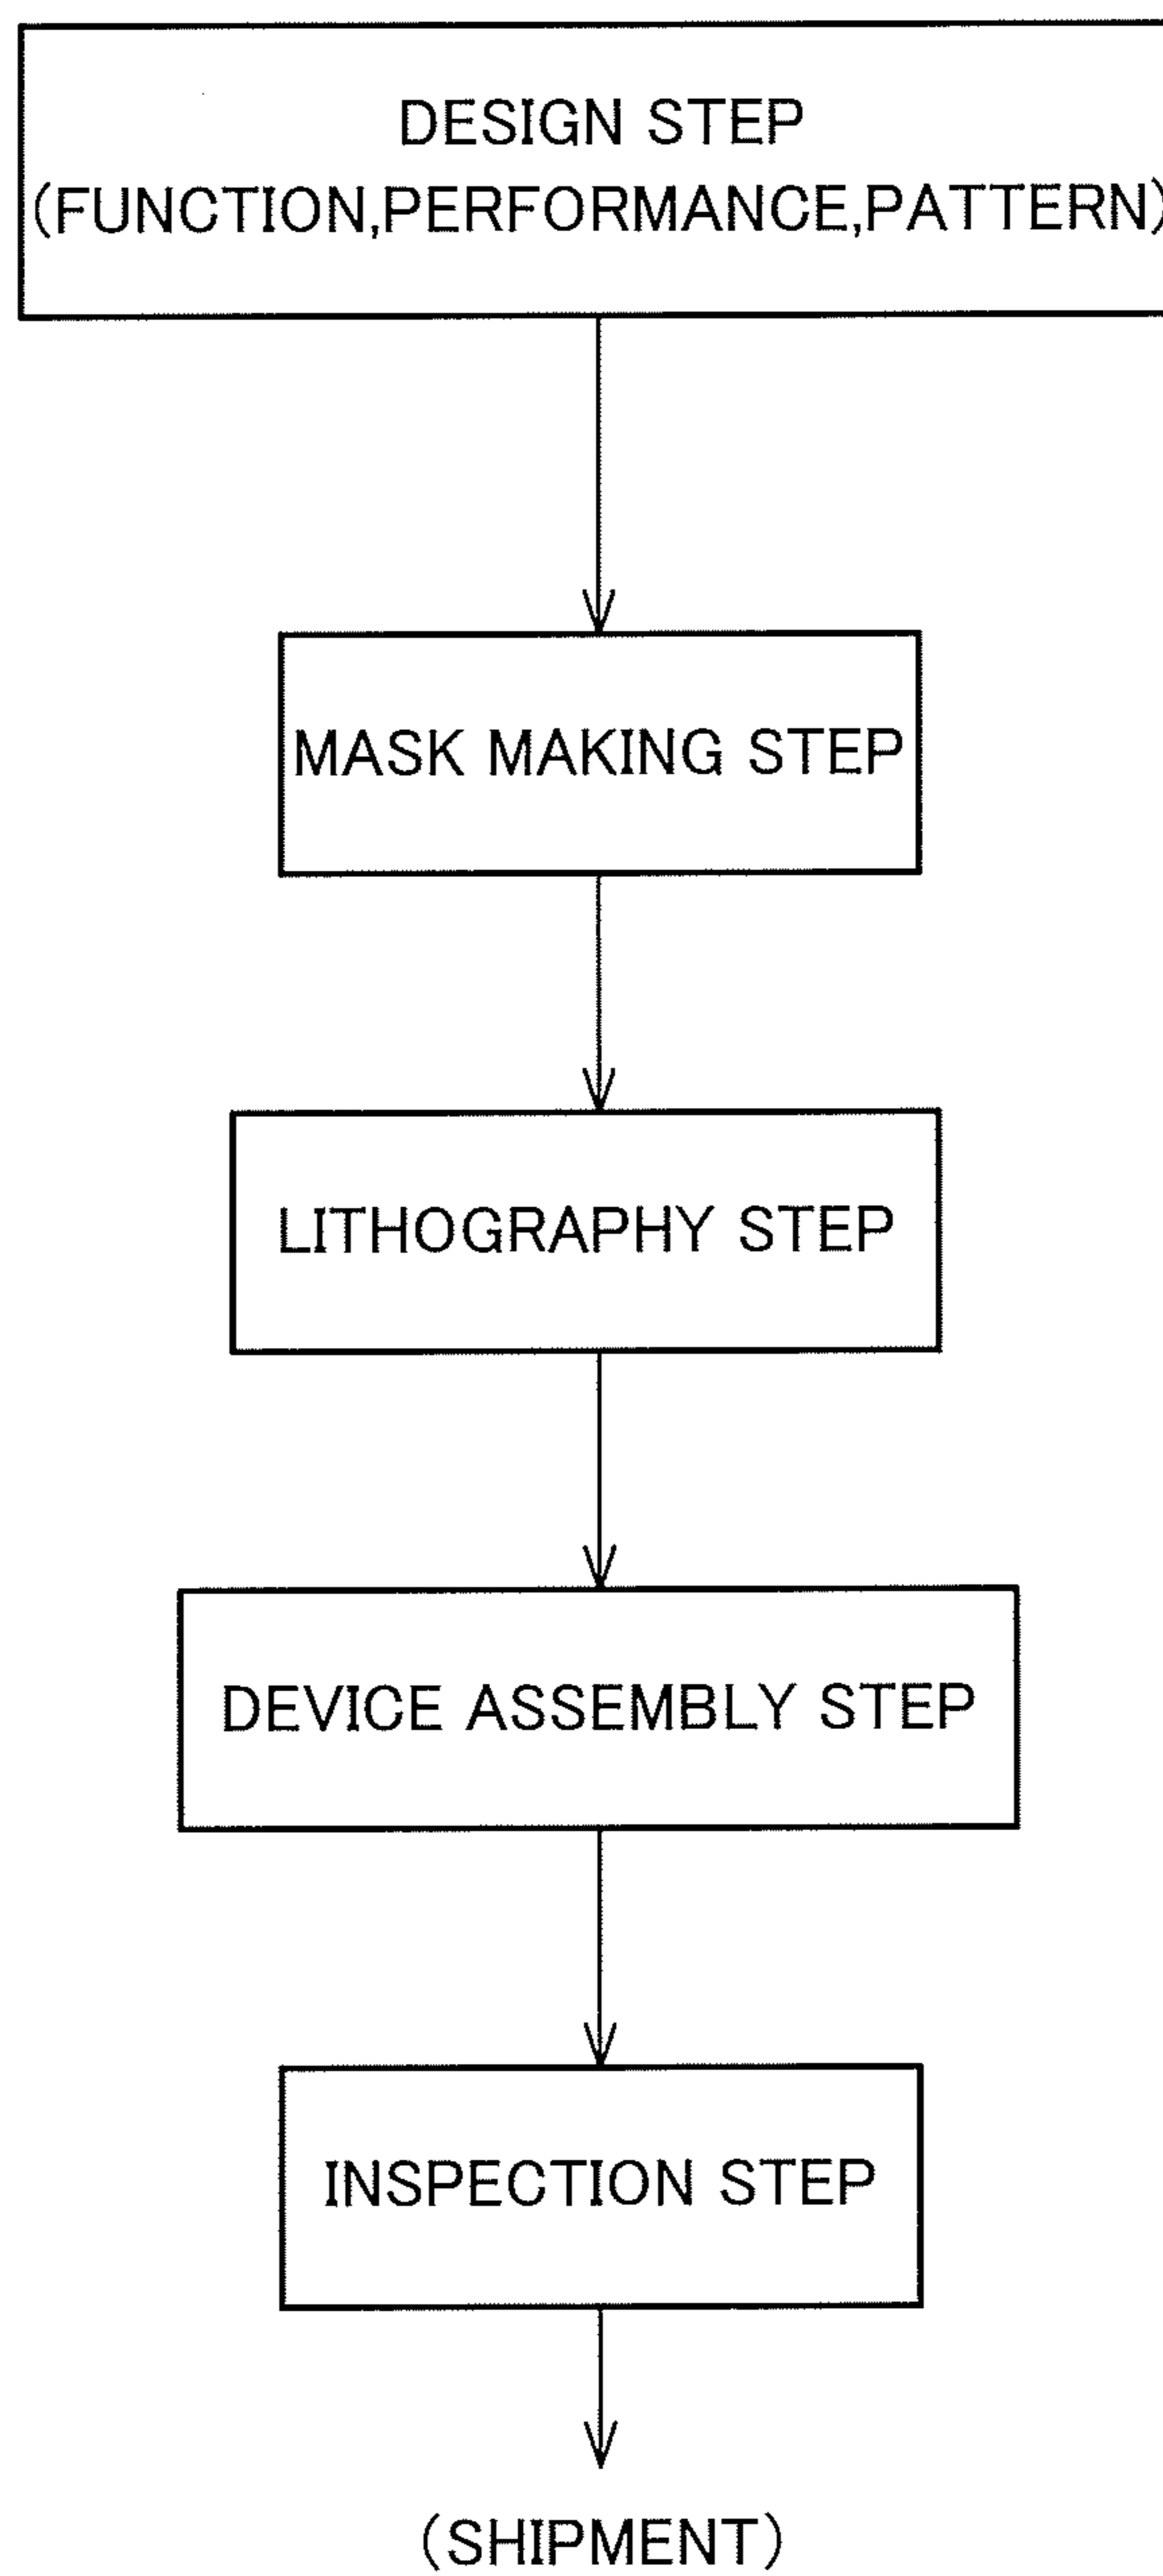 DESIGN STEP
(FUNCTION,PERFORMANCE,PATTERN)
MASK MAKING STEP
LITHOGRAPHY STEP
DEVICE ASSEMBLY STEP
INSPECTION STEP
(SHIPMENT)